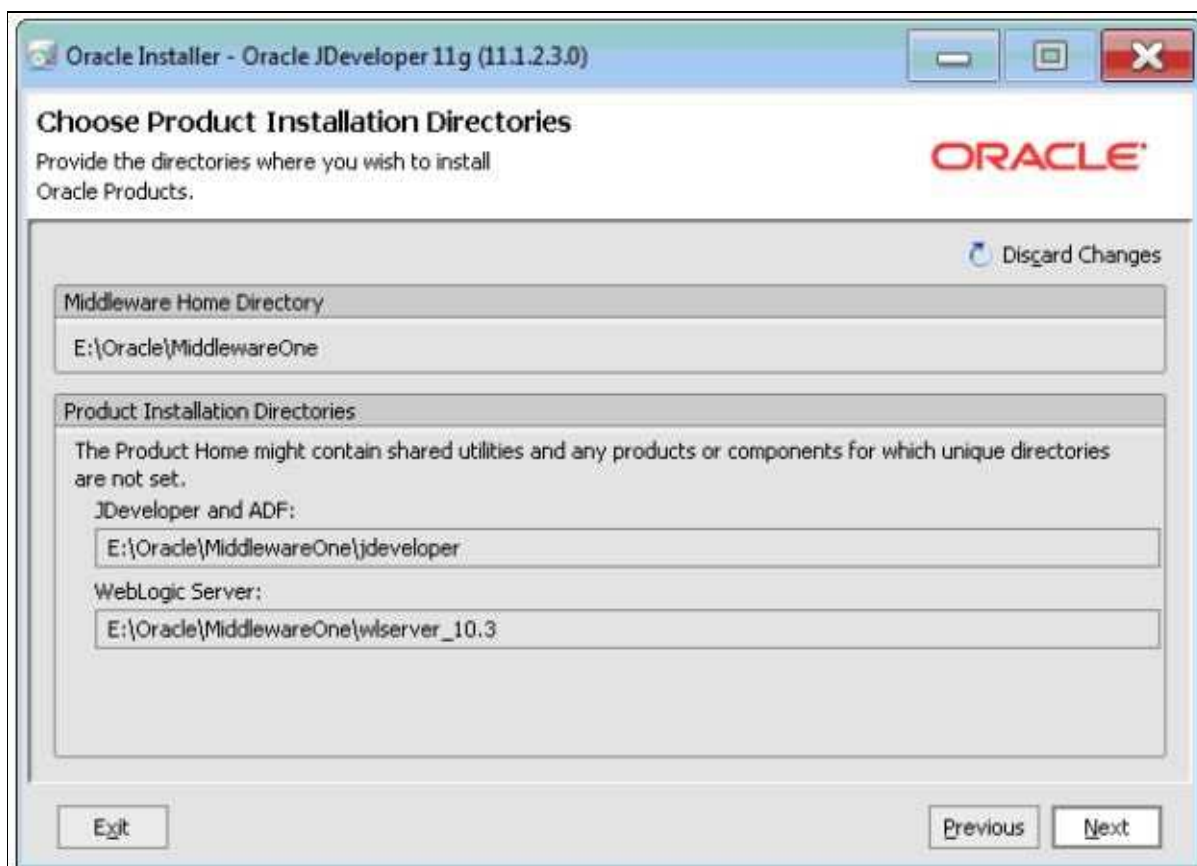 Oracle Installer - Oracle JDeveloper 11g (11.1.2.3.0)
Choose Product Installation Directories
Provide the directories where you wish to install
Oracle Products.
ORACLE
Discard Changes
Middleware Home Directory
E:\Oracle\MiddlewareOne
Product Installation Directories
The Product Home might contain shared utilities and any products or components for which unique directories
are not set.
JDeveloper and ADF:
E:\Oracle\MiddlewareOne\jdeveloper
WebLogic Server:
E:\Oracle\MiddlewareOne\wlserver_10.3
Exit
Previous
Next